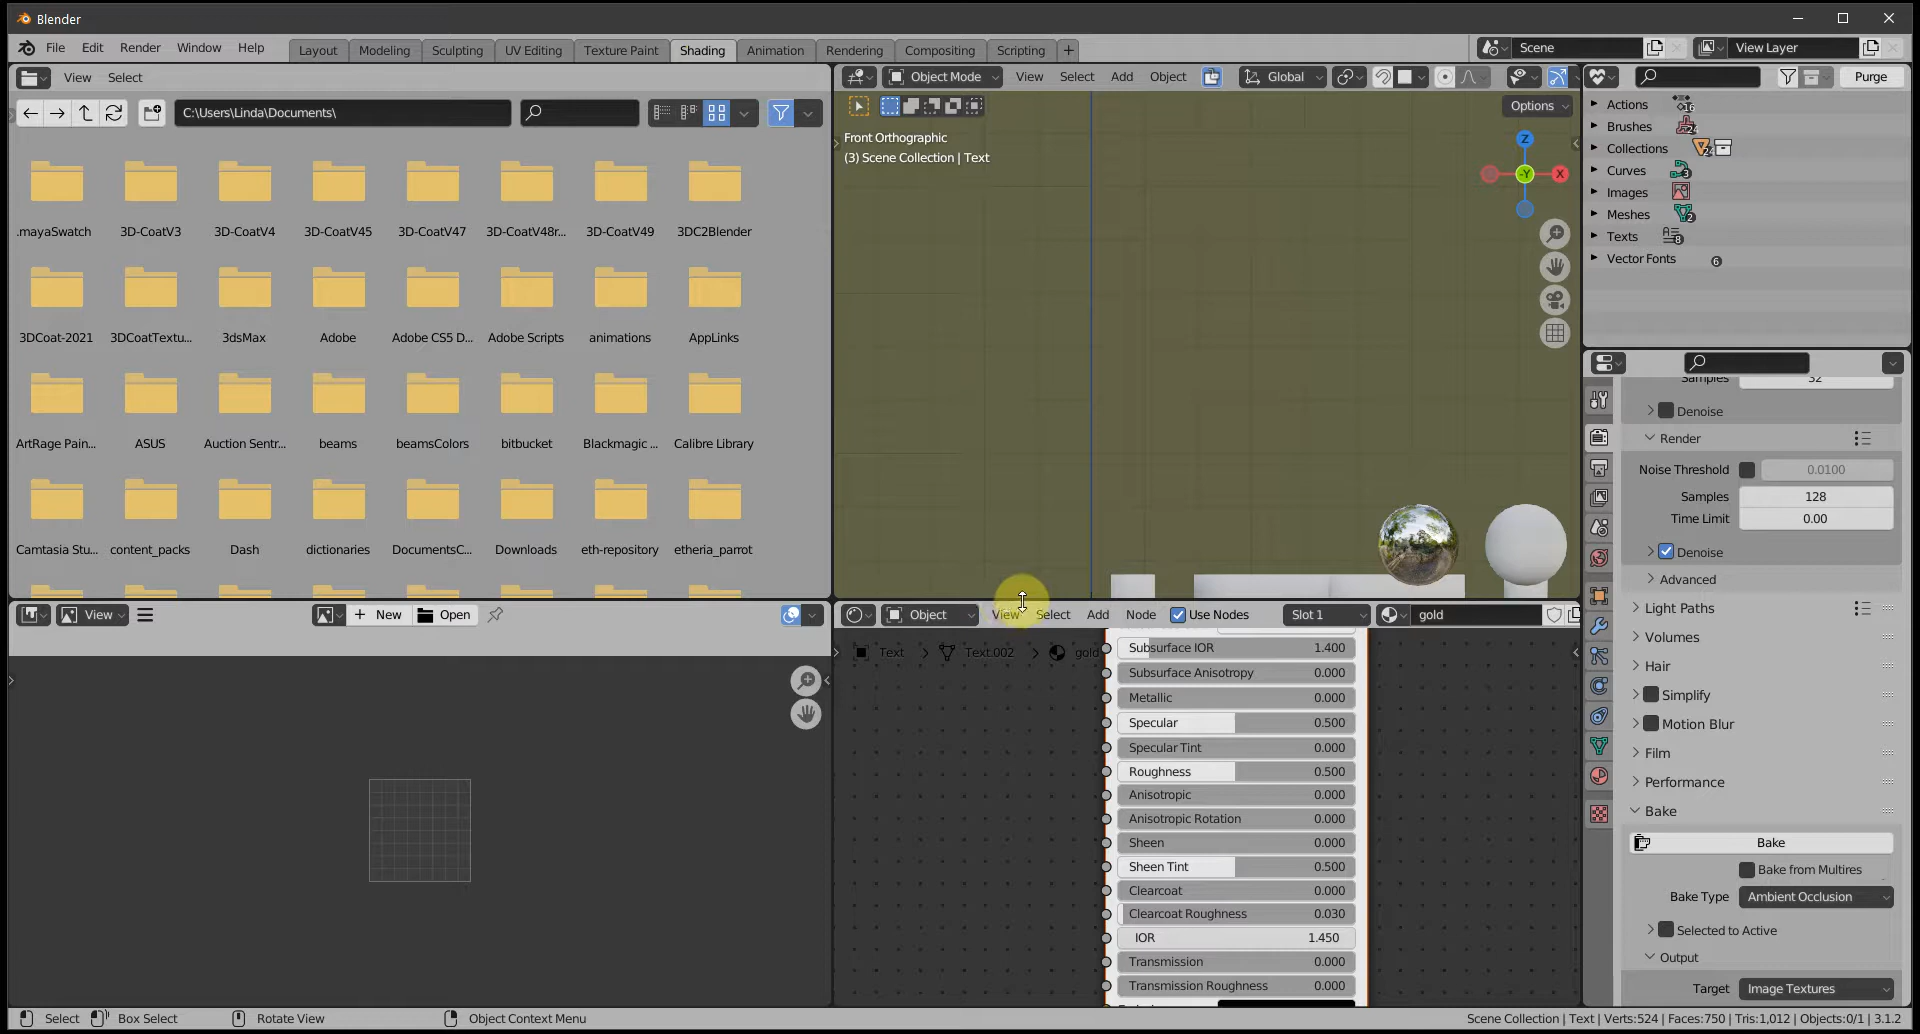 Blender
File Edit Render Window Help Layout Modeling Sculpting UV Editing Texture Paint Shading Animation Rendering Compositing Scripting + Scene View Layer
View Select
C:\Users\Linda\Documents\
.mayaSwatch 3D-CoatV3 3D-CoatV4 3D-CoatV45 3D-CoatV47 3D-CoatV48r... 3D-CoatV49 3DC2Blender
3DCoat-2021 3DCoatTextu... 3dsMax Adobe Adobe CS5 D... Adobe Scripts animations AppLinks
ArtRage Pain... ASUS Auction Sentr... beams beamsColors bitbucket Blackmagic ... Calibre Library
Camtasia Stu... content_packs Dash dictionaries DocumentsC... Downloads eth-repository etheria_parrot
View + New Open
Object Mode View Select Add Object Global
Options
Front Orthographic
(3) Scene Collection | Text
Z
-Y X
Object View Select Add Node Use Nodes Slot 1 gold
Text > Text.002 > gold
Subsurface IOR 1.400
Subsurface Anisotropy 0.000
Metallic 0.000
Specular 0.500
Specular Tint 0.000
Roughness 0.500
Anisotropic 0.000
Anisotropic Rotation 0.000
Sheen 0.000
Sheen Tint 0.500
Clearcoat 0.000
Clearcoat Roughness 0.030
IOR 1.450
Transmission 0.000
Transmission Roughness 0.000
Purge
Actions 16
Brushes 24
Collections
Curves 3
Images
Meshes 2
Texts 8
Vector Fonts 6
Samples 32
Denoise
Render
Noise Threshold 0.0100
Samples 128
Time Limit 0.00
Denoise
Advanced
Light Paths
Volumes
Hair
Simplify
Motion Blur
Film
Performance
Bake
Bake
Bake from Multires
Bake Type Ambient Occlusion
Selected to Active
Output
Target Image Textures
Select Box Select Rotate View Object Context Menu Scene Collection | Text | Verts:524 | Faces:750 | Tris:1,012 | Objects:0/1 | 3.1.2